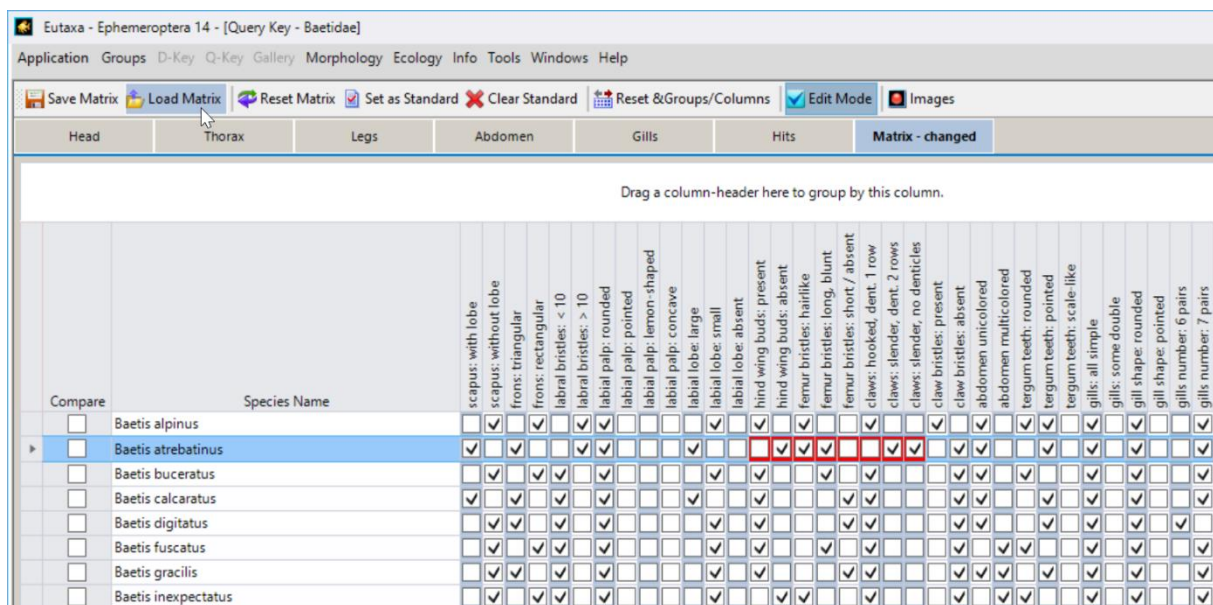 Eutaxa - Ephemeroptera 14 - [Query Key - Baetidae]
Application Groups D-Key Q-Key Gallery Morphology Ecology Info Tools Windows Help
Save Matrix Load Matrix Reset Matrix Set as Standard Clear Standard Reset &Groups/Columns Edit Mode Images
Head Thorax Legs Abdomen Gills Hits Matrix - changed
Drag a column-header here to group by this column.
Compare
Species Name
scapus: with lobe
scapus: without lobe
frons: triangular
frons: rectangular
labral bristles: < 10
labral bristles: > 10
labial palp: rounded
labial palp: pointed
labial palp: lemon-shaped
labial palp: concave
labial lobe: large
labial lobe: small
labial lobe: absent
hind wing buds: present
hind wing buds: absent
femur bristles: hairlike
femur bristles: long, blunt
femur bristles: short / absent
claws: hooked, dent. 1 row
claws: slender, dent. 2 rows
claws: slender, no denticles
claw bristles: present
claw bristles: absent
abdomen unicolored
abdomen multicolored
tergum teeth: rounded
tergum teeth: pointed
tergum teeth: scale-like
gills: all simple
gills: some double
gill shape: rounded
gill shape: pointed
gills number: 6 pairs
gills number: 7 pairs
Baetis alpinus
Baetis atrebatinus
Baetis buceratus
Baetis calcaratus
Baetis digitatus
Baetis fuscatus
Baetis gracilis
Baetis inexpectatus